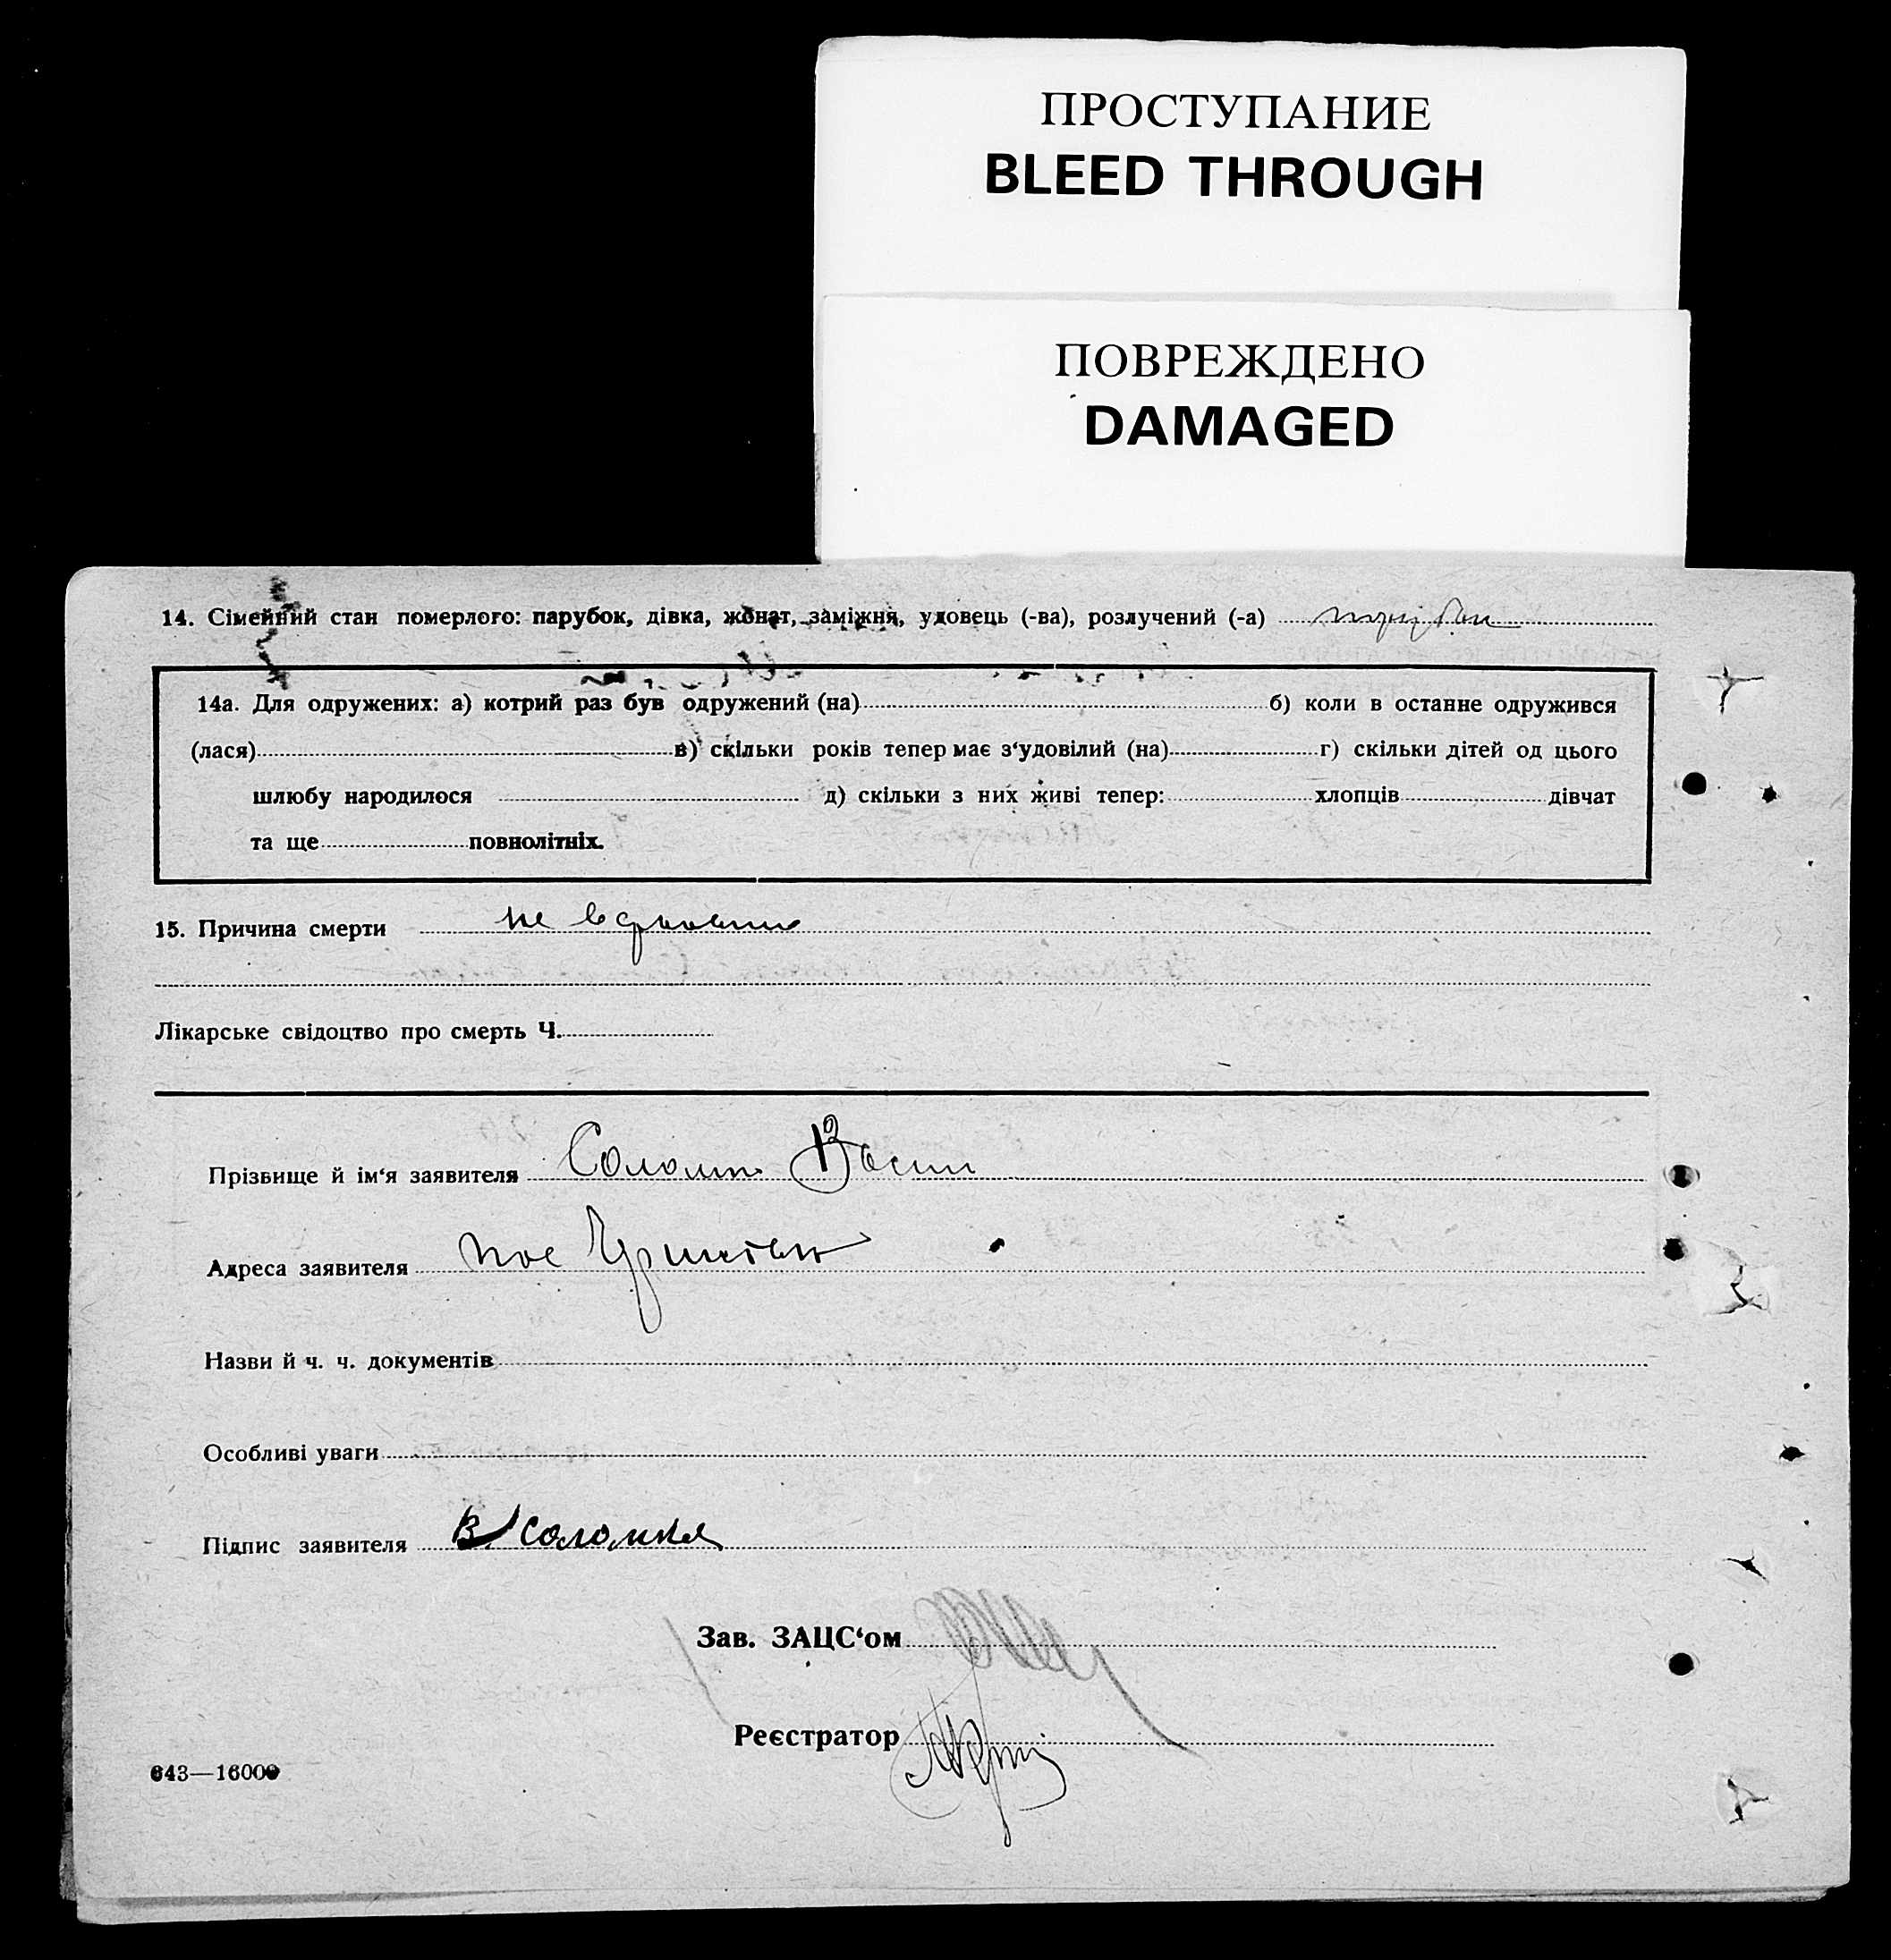 ПРОСТУПАНИЕ
BLEED THROUGH
ПОВРЕЖДЕНО
DAMAGED
14. Сімейний стан померлого: парубок, дівка, жонат, заміжня, удовець (-ва), розлучений (-а) парубок
14а. Для одружених: а) котрий раз був одружений (на) б) коли в останне одружився
(лася) в) скільки років тепер має з‘удовілий (на) г) скільки дітей од цього
шлюбу народилося д) скільки з них живі тепер: хлопців дівчат
та ще повнолітніх.
15. Причина смерти не
Лікарське свідоцтво про смерть Ч.
Прізвище й ім‘я заявителя
Адреса заявителя
Назви й ч. ч. документів
Особливі уваги
Підпис заявителя В Соломка
Зав. ЗАЦС‘ом
Реєстратор
643—16000